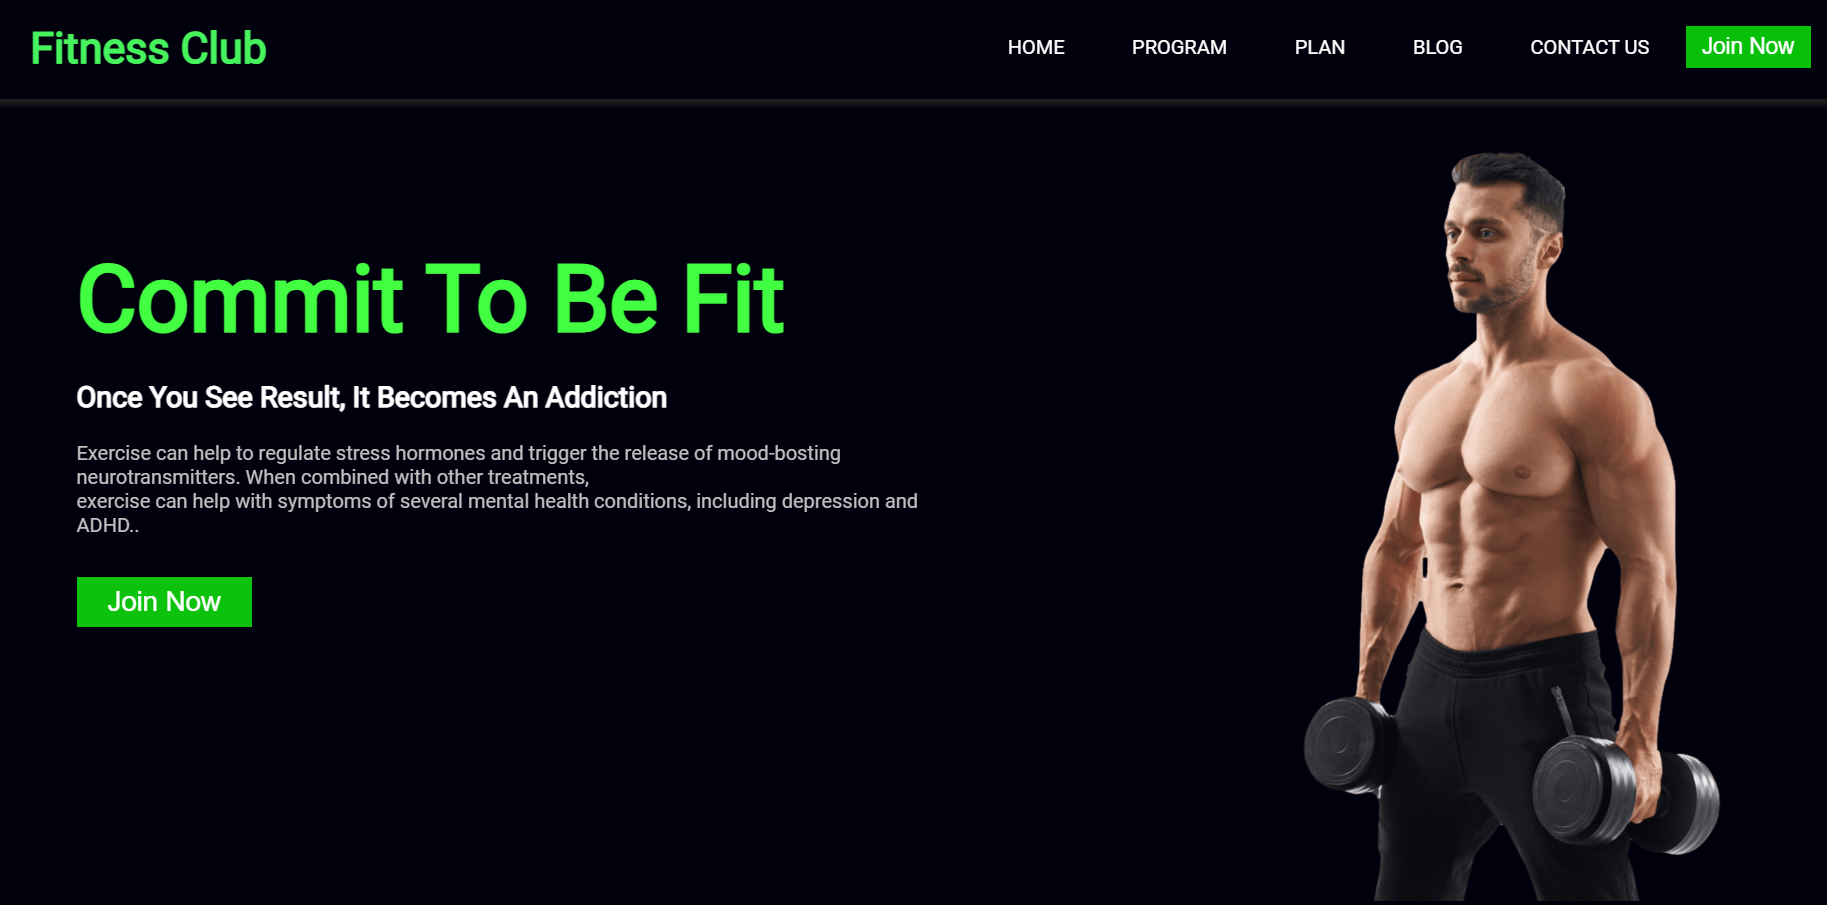 Fitness Club
HOME PROGRAM PLAN BLOG CONTACT US Join Now
Commit To Be Fit
Once You See Result, It Becomes An Addiction
Exercise can help to regulate stress hormones and trigger the release of mood-bosting
neurotransmitters. When combined with other treatments,
exercise can help with symptoms of several mental health conditions, including depression and
ADHD..
Join Now